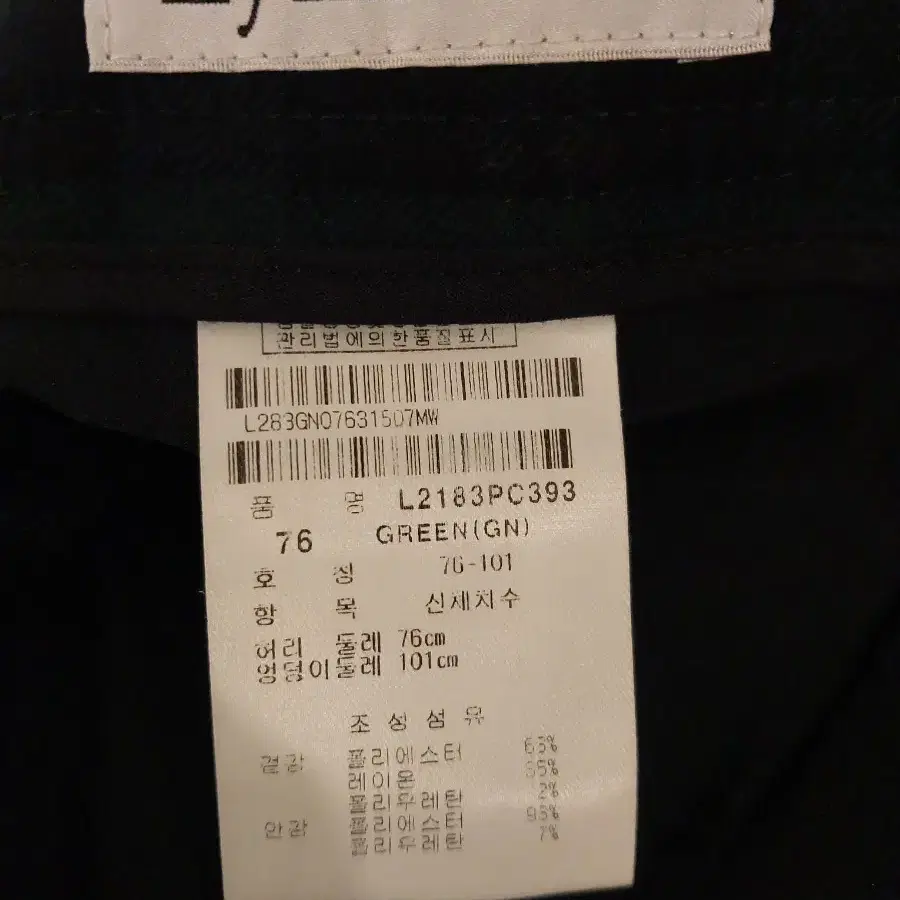 관리법에의한품질표시
L283GN07631507MW
품 명 L2183PC393
76 GREEN(GN)
호 칭 76-101
항 목 신체치수
허리 둘레 76cm
엉덩이둘레 101cm
조 성 섬 유
겉감 폴리에스터
레이온
폴리우레탄 2%
안감 폴리에스터 93%
폴리우레탄 7%